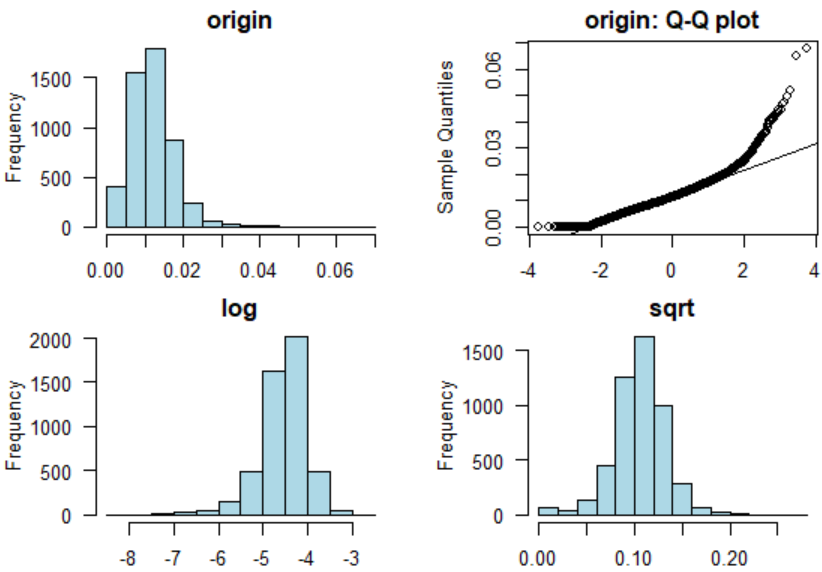 origin
Frequency
1500
1000
500
0
0.00 0.02 0.04 0.06
origin: Q-Q plot
Sample Quantiles
0.06
0.03
0.00
-4 -2 0 2 4
log
Frequency
2000
1500
1000
500
0
-8 -7 -6 -5 -4 -3
sqrt
Frequency
1500
1000
500
0
0.00 0.10 0.20